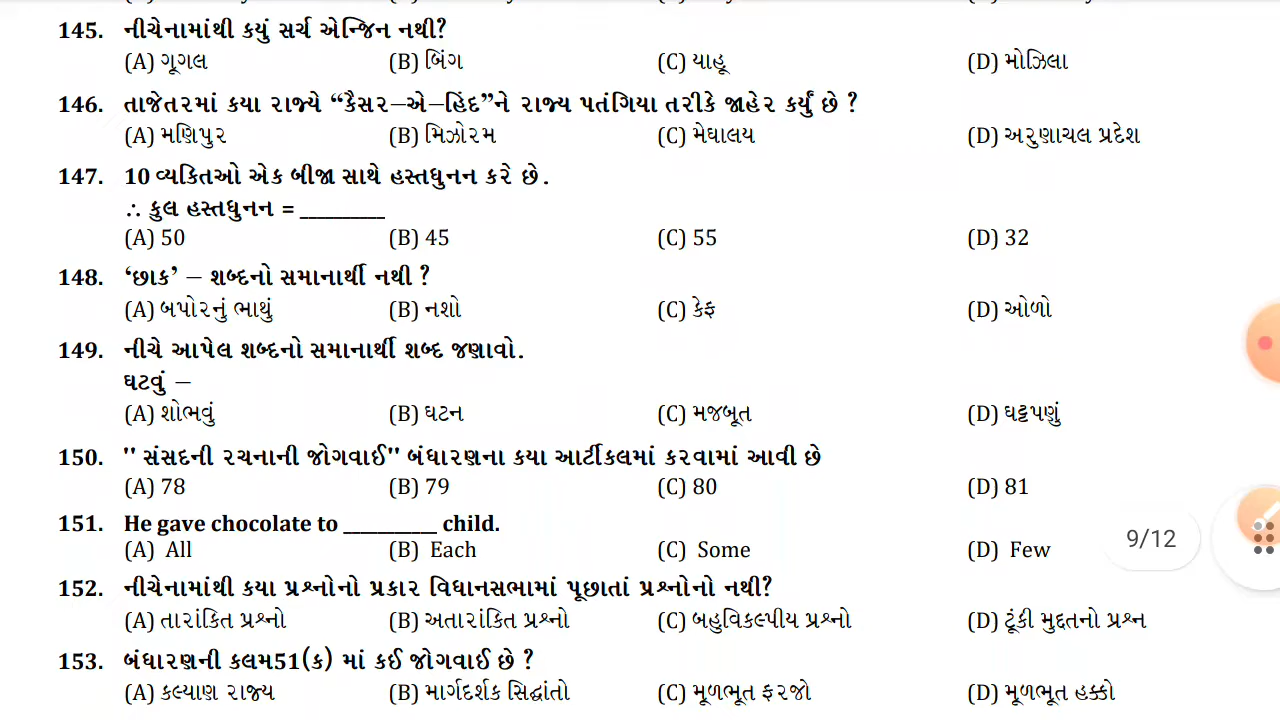 145. નીચેનામાંથી કયું સર્ચ એન્જિન નથી?
(A) ગૂગલ (B) બિંગ (C) યાહૂ (D) મોઝિલા
146. તાજેતરમાં કયા રાજ્યે “કૈસર–એ–હિંદ”ને રાજ્ય પતંગિયા તરીકે જાહેર કર્યું છે ?
(A) મણિપુર (B) મિઝોરમ (C) મેઘાલય (D) અરુણાચલ પ્રદેશ
147. 10 વ્યકિતઓ એક બીજા સાથે હસ્તધુનન કરે છે.
∴ કુલ હસ્તધુનન = __________
(A) 50 (B) 45 (C) 55 (D) 32
148. ‘છાક’ – શબ્દનો સમાનાર્થી નથી ?
(A) બપોરનું ભાથું (B) નશો (C) કેફ (D) ઓળો
149. નીચે આપેલ શબ્દનો સમાનાર્થી શબ્દ જણાવો.
ઘટવું –
(A) શોભવું (B) ઘટન (C) મજબૂત (D) ઘટ્ટપણું
150. " સંસદની રચનાની જોગવાઈ" બંધારણના કયા આર્ટીકલમાં કરવામાં આવી છે
(A) 78 (B) 79 (C) 80 (D) 81
151. He gave chocolate to ___________ child.
(A) All (B) Each (C) Some (D) Few
9/12
152. નીચેનામાંથી કયા પ્રશ્નોનો પ્રકાર વિધાનસભામાં પૂછાતાં પ્રશ્નોનો નથી?
(A) તારાંકિત પ્રશ્નો (B) અતારાંકિત પ્રશ્નો (C) બહુવિકલ્પીય પ્રશ્નો (D) ટૂંકી મુદ્દતનો પ્રશ્ન
153. બંધારણની કલમ51(ક) માં કઈ જોગવાઈ છે ?
(A) કલ્યાણ રાજ્ય (B) માર્ગદર્શક સિદ્ધાંતો (C) મૂળભૂત ફરજો (D) મૂળભૂત હક્કો